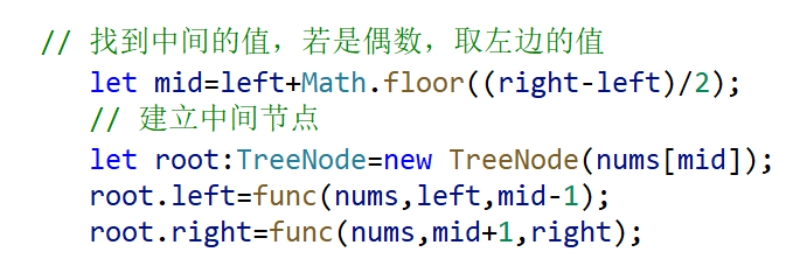 // 找到中间的值，若是偶数，取左边的值
let mid=left+Math.floor((right-left)/2);
// 建立中间节点
let root:TreeNode=new TreeNode(nums[mid]);
root.left=func(nums,left,mid-1);
root.right=func(nums,mid+1,right);